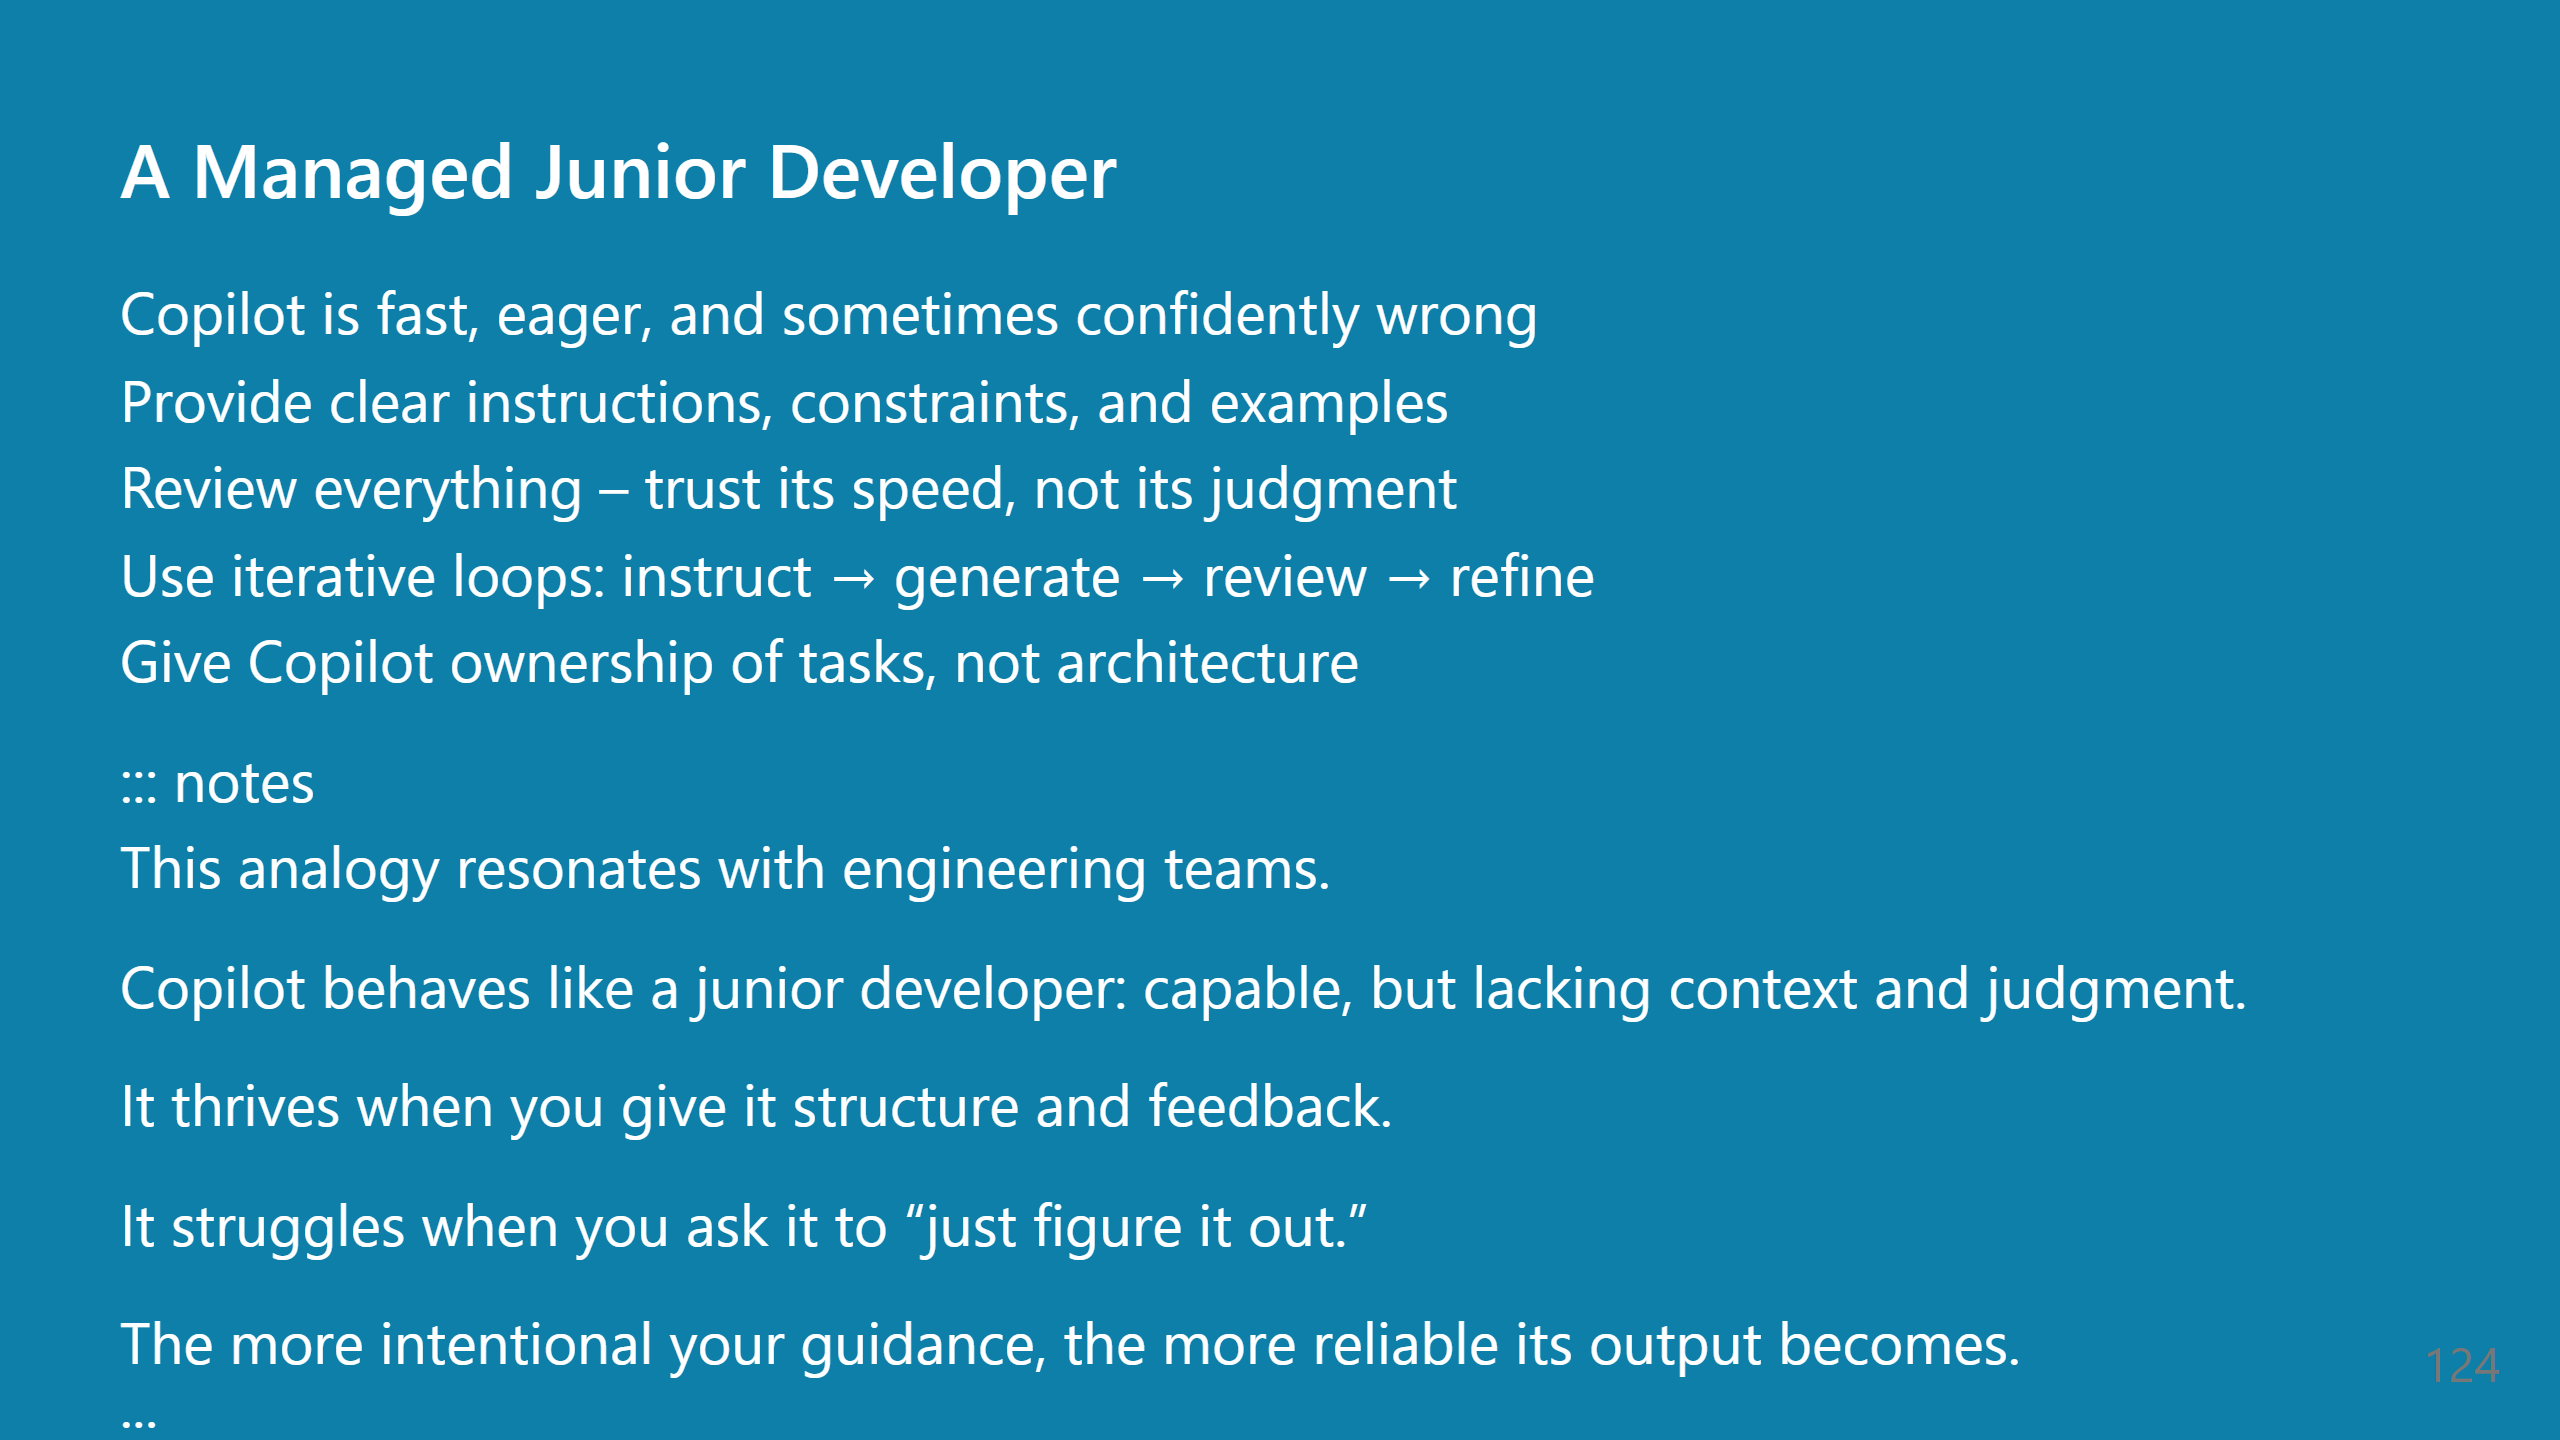 A Managed Junior Developer
Copilot is fast, eager, and sometimes confidently wrong
Provide clear instructions, constraints, and examples
Review everything – trust its speed, not its judgment
Use iterative loops: instruct → generate → review → refine
Give Copilot ownership of tasks, not architecture
::: notes
This analogy resonates with engineering teams.
Copilot behaves like a junior developer: capable, but lacking context and judgment.
It thrives when you give it structure and feedback.
It struggles when you ask it to “just figure it out.”
The more intentional your guidance, the more reliable its output becomes.
:::
124